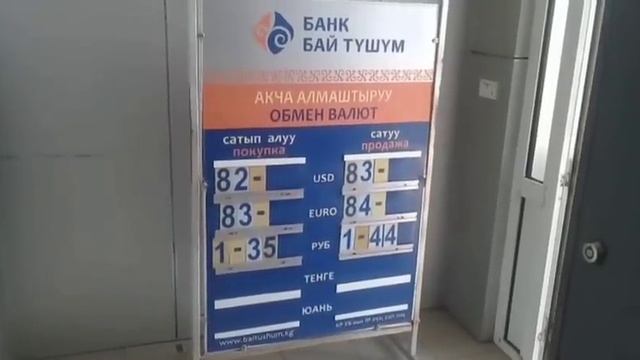 БАНК
БАЙ ТҮШҮМ
АКЧА АЛМАШТЫРУУ
ОБМЕН ВАЛЮТ
сатып алуу сатуу
покупка продажа
82- USD 83-
83- EURO 84-
1-35 РУБ 1-44
ТЕНГЕ
ЮАНЬ
www.baitushum.kg